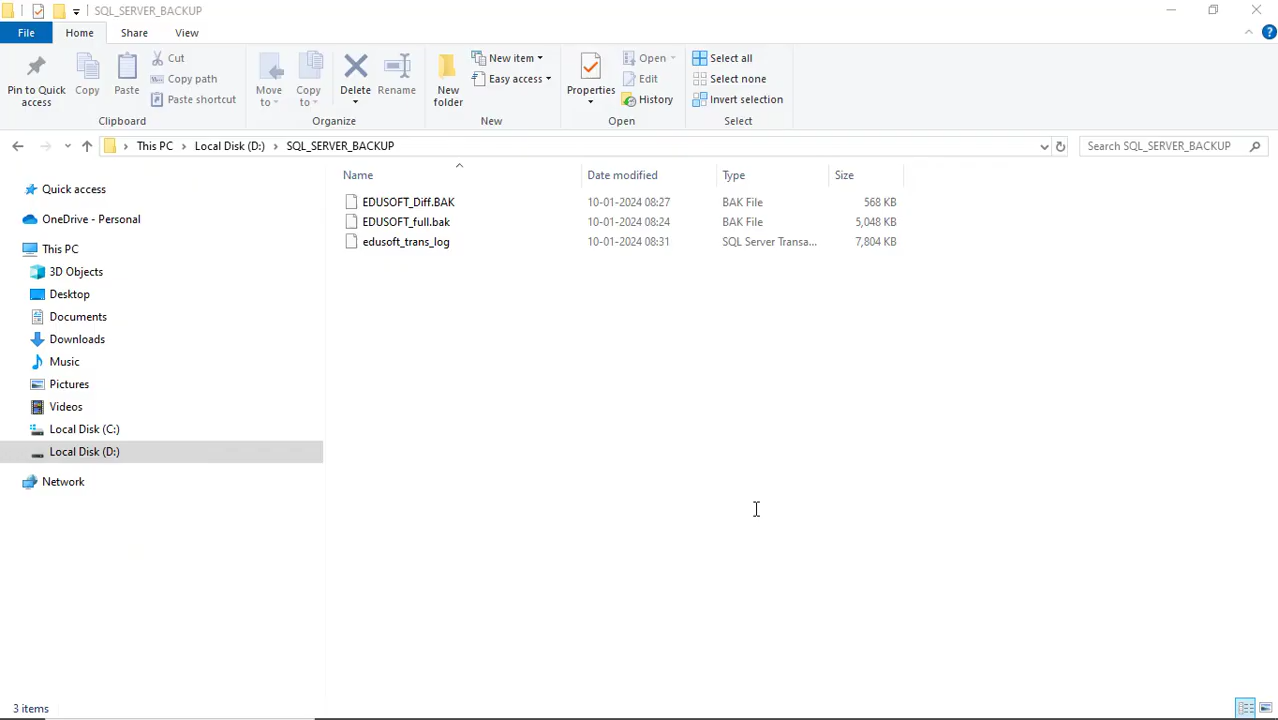 SQL_SERVER_BACKUP
File Home Share View
Pin to Quick access
Copy
Paste
Cut
Copy path
Paste shortcut
Clipboard
Move to
Copy to
Delete
Rename
Organize
New folder
New item
Easy access
New
Properties
Open
Edit
History
Open
Select all
Select none
Invert selection
Select
This PC > Local Disk (D:) > SQL_SERVER_BACKUP
Search SQL_SERVER_BACKUP
Name Date modified Type Size
EDUSOFT_Diff.BAK 10-01-2024 08:27 BAK File 568 KB
EDUSOFT_full.bak 10-01-2024 08:24 BAK File 5,048 KB
edusoft_trans_log 10-01-2024 08:31 SQL Server Transa... 7,804 KB
Quick access
OneDrive - Personal
This PC
3D Objects
Desktop
Documents
Downloads
Music
Pictures
Videos
Local Disk (C:)
Local Disk (D:)
Network
3 items